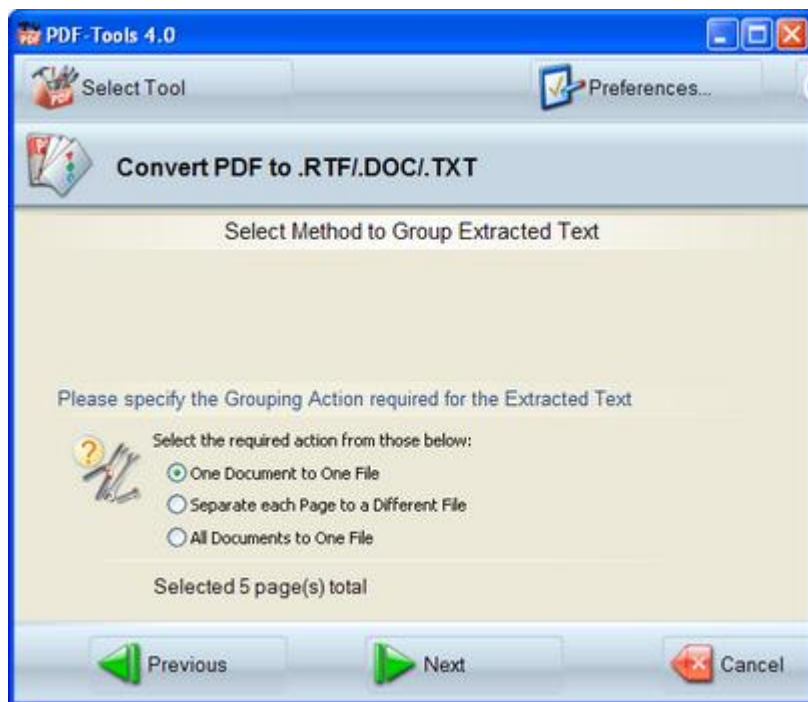 PDF-Tools 4.0
Select Tool
Preferences...
Convert PDF to .RTF/.DOC/.TXT
Select Method to Group Extracted Text
Please specify the Grouping Action required for the Extracted Text
Select the required action from those below:
One Document to One File
Separate each Page to a Different File
All Documents to One File
Selected 5 page(s) total
Previous
Next
Cancel